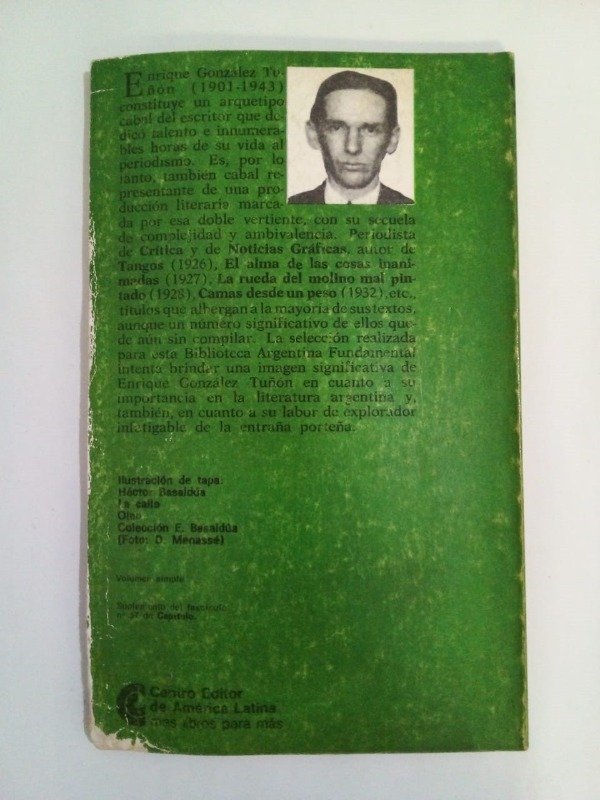 Enrique González Tu-
ñón (1901-1943)
constituye un arquetipo
cabal del escritor que de-
dicó talento e innumera-
bles horas de su vida al
periodismo. Es, por lo
tanto, también cabal re-
presentante de una pro-
ducción literaria marca-
da por esa doble vertiente, con su secuela
de complejidad y ambivalencia. Periodista
de Crítica y de Noticias Gráficas, autor de
Tangos (1926), El alma de las cosas inani-
madas (1927), La rueda del molino mal pin-
tado (1928), Camas desde un peso (1932), etc.,
títulos que albergan a la mayoría de sus textos,
aunque un número significativo de ellos que-
de aún sin compilar. La selección realizada
para esta Biblioteca Argentina Fundamental
intenta brindar una imagen significativa de
Enrique González Tuñón en cuanto a su
importancia en la literatura argentina y,
también, en cuanto a su labor de explorador
infatigable de la entraña porteña.
Ilustración de tapa:
Héctor Basaldúa
La calle
Oleo
Colección E. Basaldúa
(Foto: D. Menassé)
Volumen simple
Suplemento del fascículo
nº 57 de Capítulo.
Centro Editor
de América Latina
más libros para más